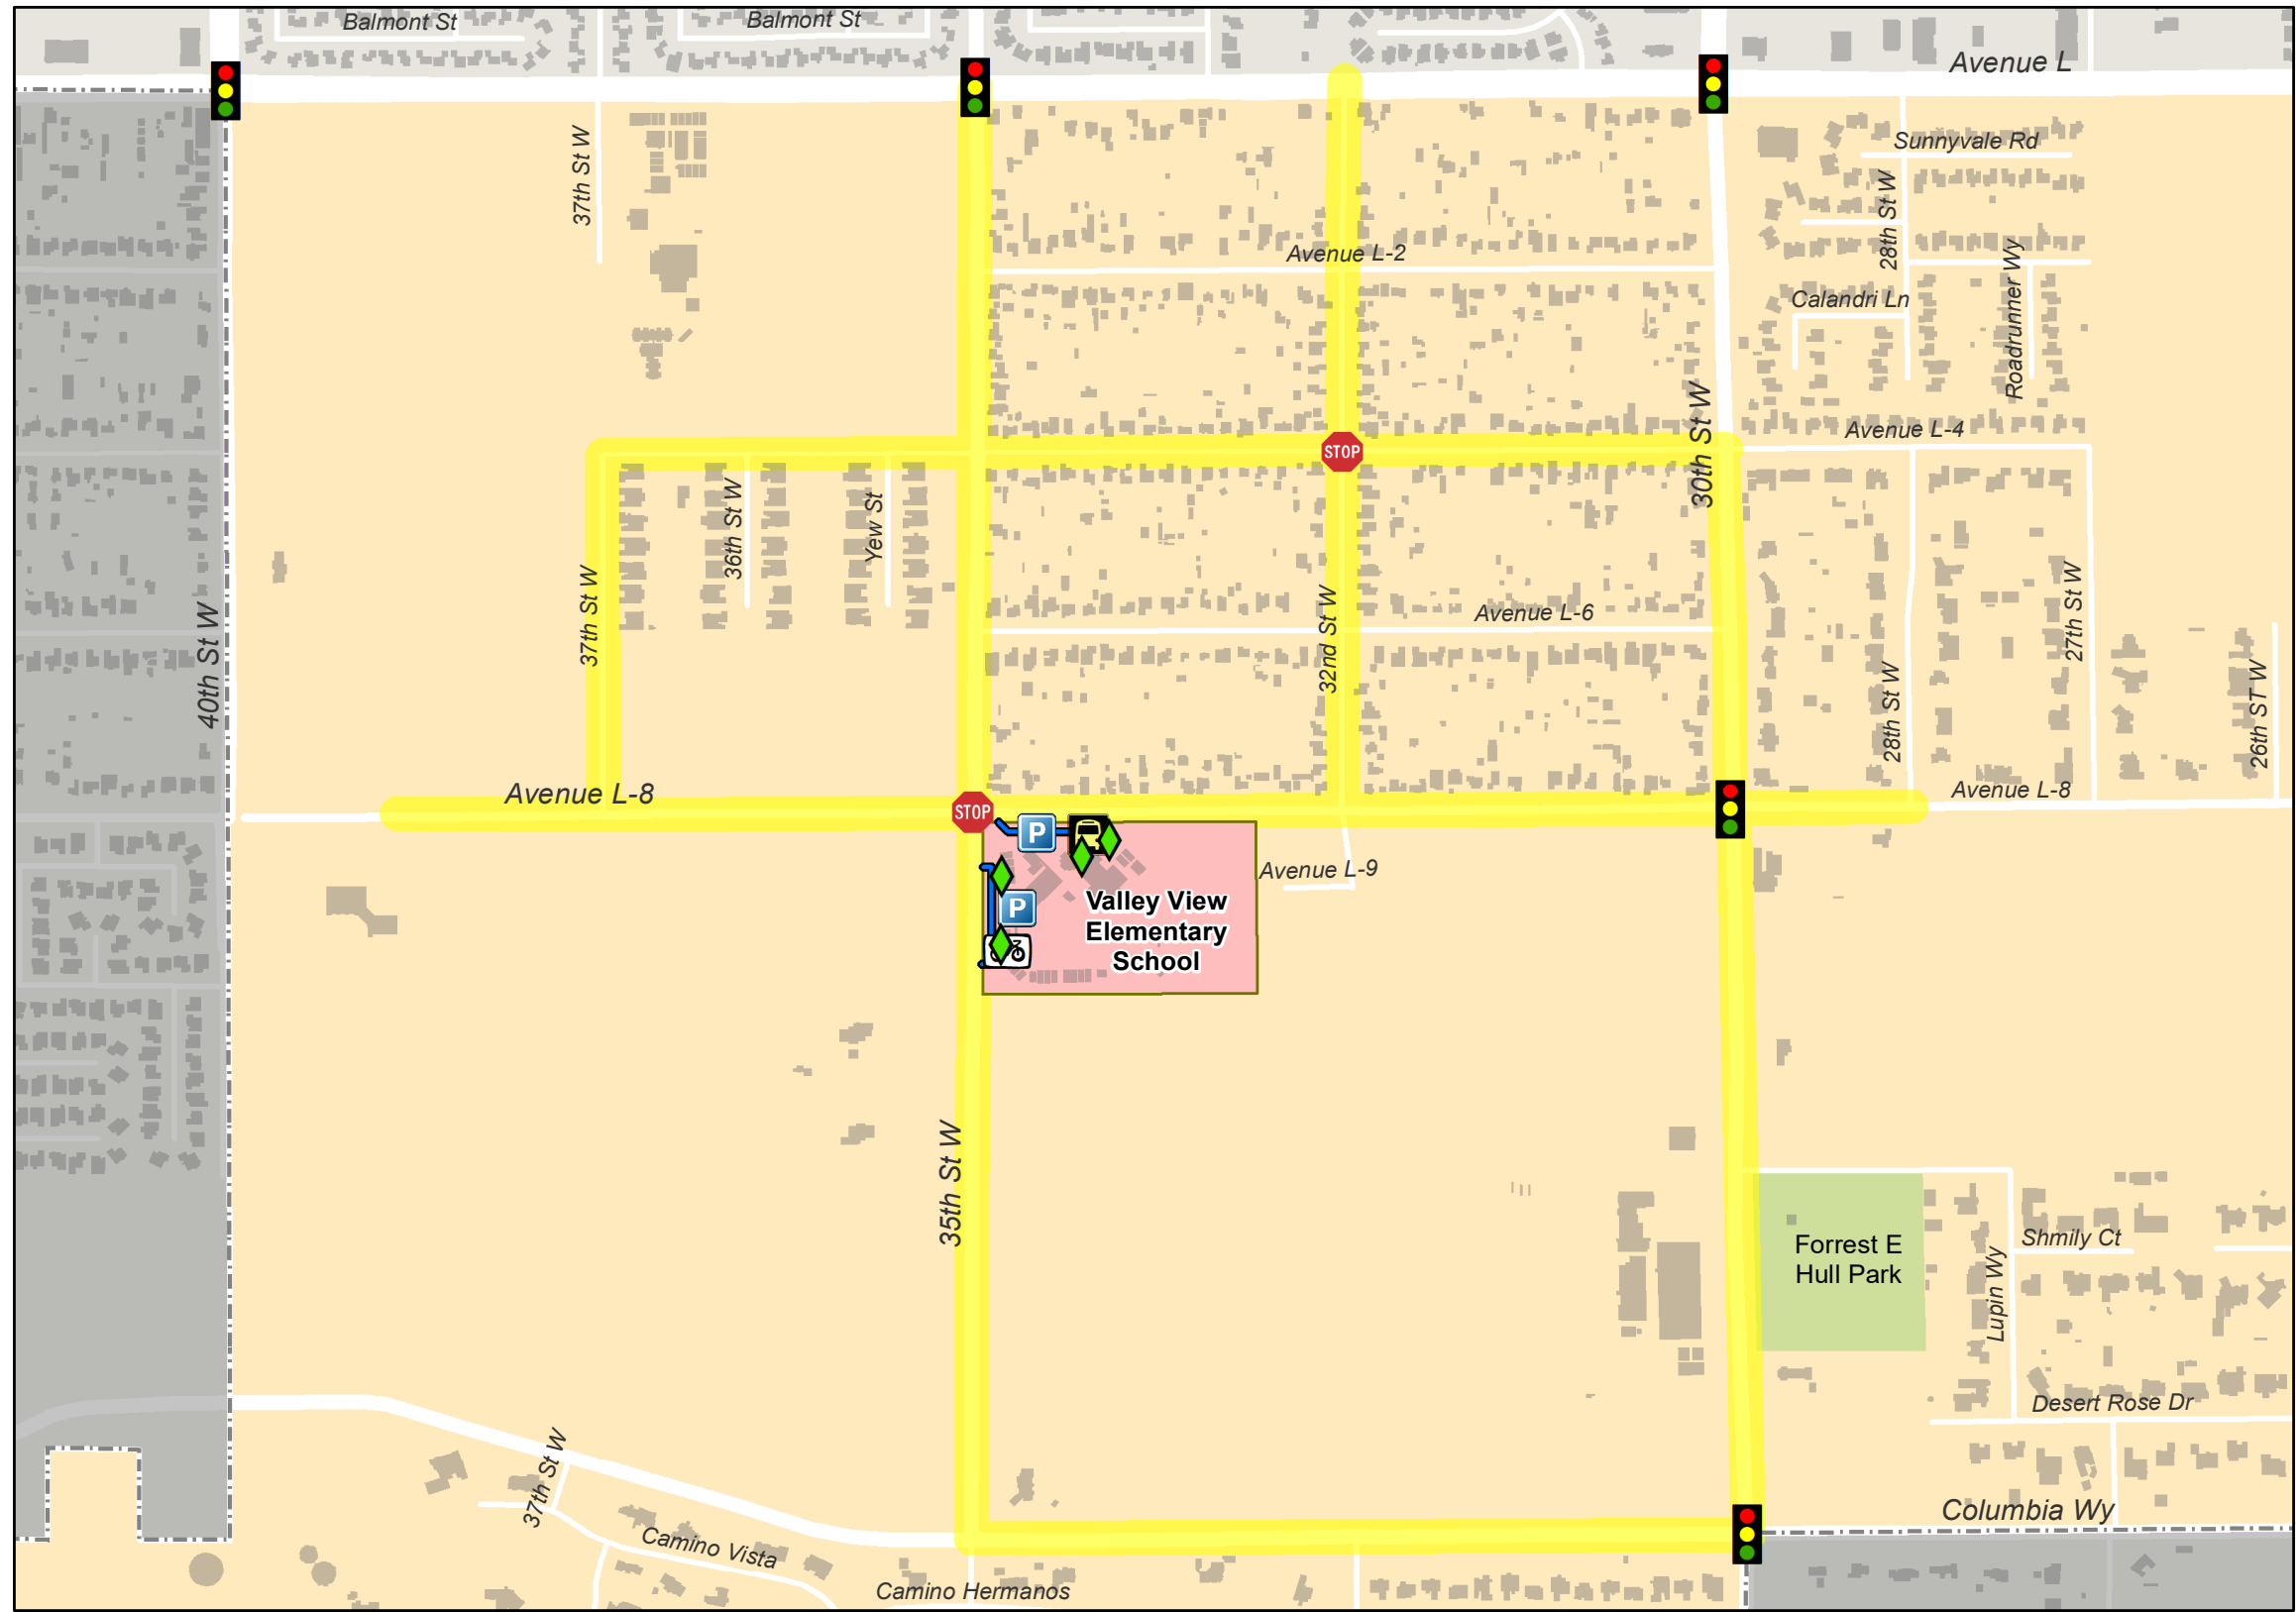 Balmont St
Balmont St
Avenue L
Sunnyvale Rd
37th St W
28th St W
Avenue L-2
Roadrunner Wy
Calandri Ln
30th St W
Avenue L-4
STOP
36th St W
Yew St
37th St W
40th St W
32nd St W
Avenue L-6
27th St W
28th St W
26th ST W
Avenue L-8
STOP
Avenue L-8
P
Avenue L-9
P
Valley View
Elementary
School
35th St W
Forrest E
Hull Park
Shmily Ct
Lupin Wy
Desert Rose Dr
37th St W
Columbia Wy
Camino Vista
Camino Hermanos